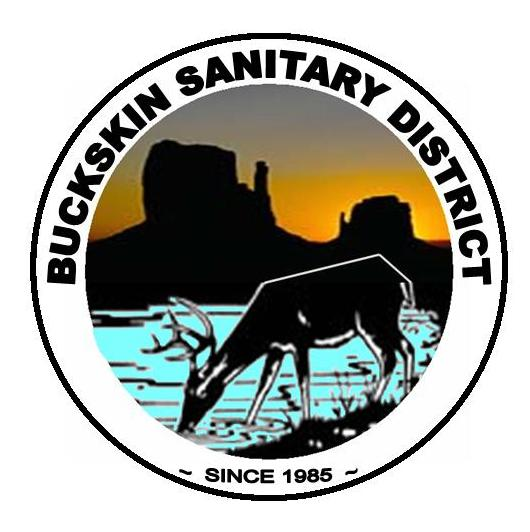 BUCKSKIN SANITARY DISTRICT
~ SINCE 1985 ~